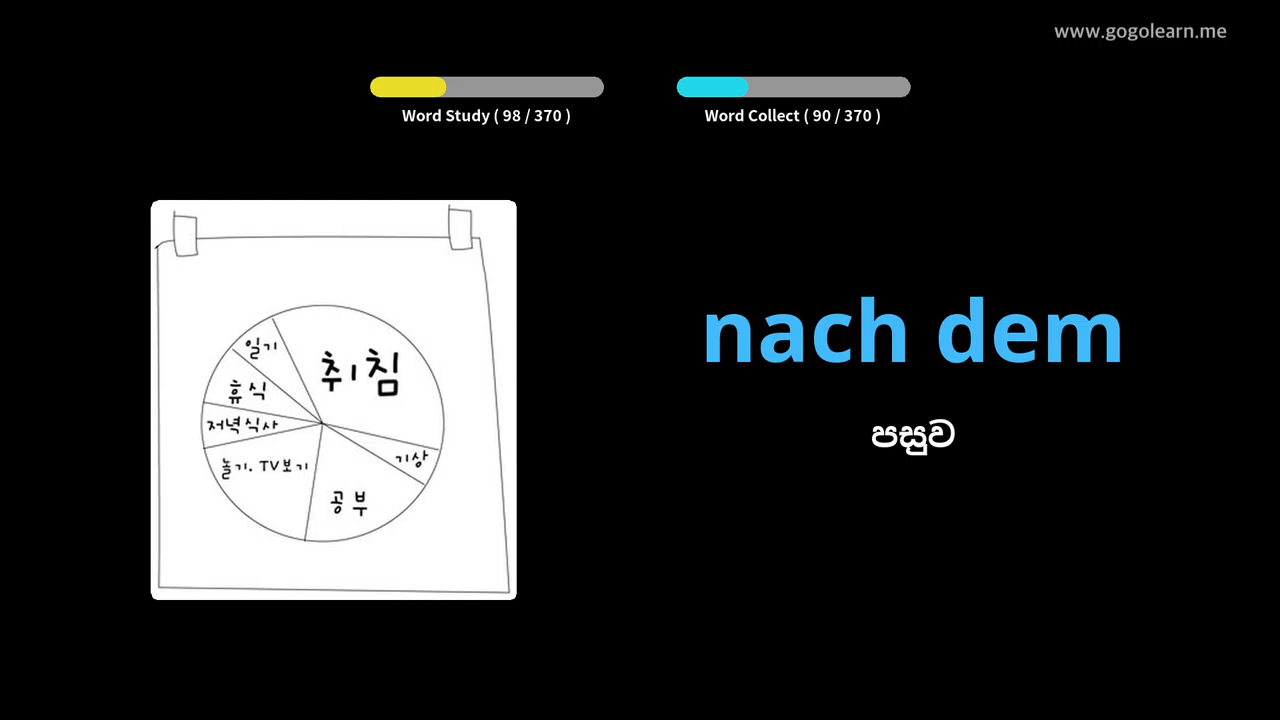 www.gogolearn.me
Word Study ( 98 / 370 )
Word Collect ( 90 / 370 )
일기
취침
휴식
저녁식사
기상
놀기. TV보기
공부
nach dem
පසුව